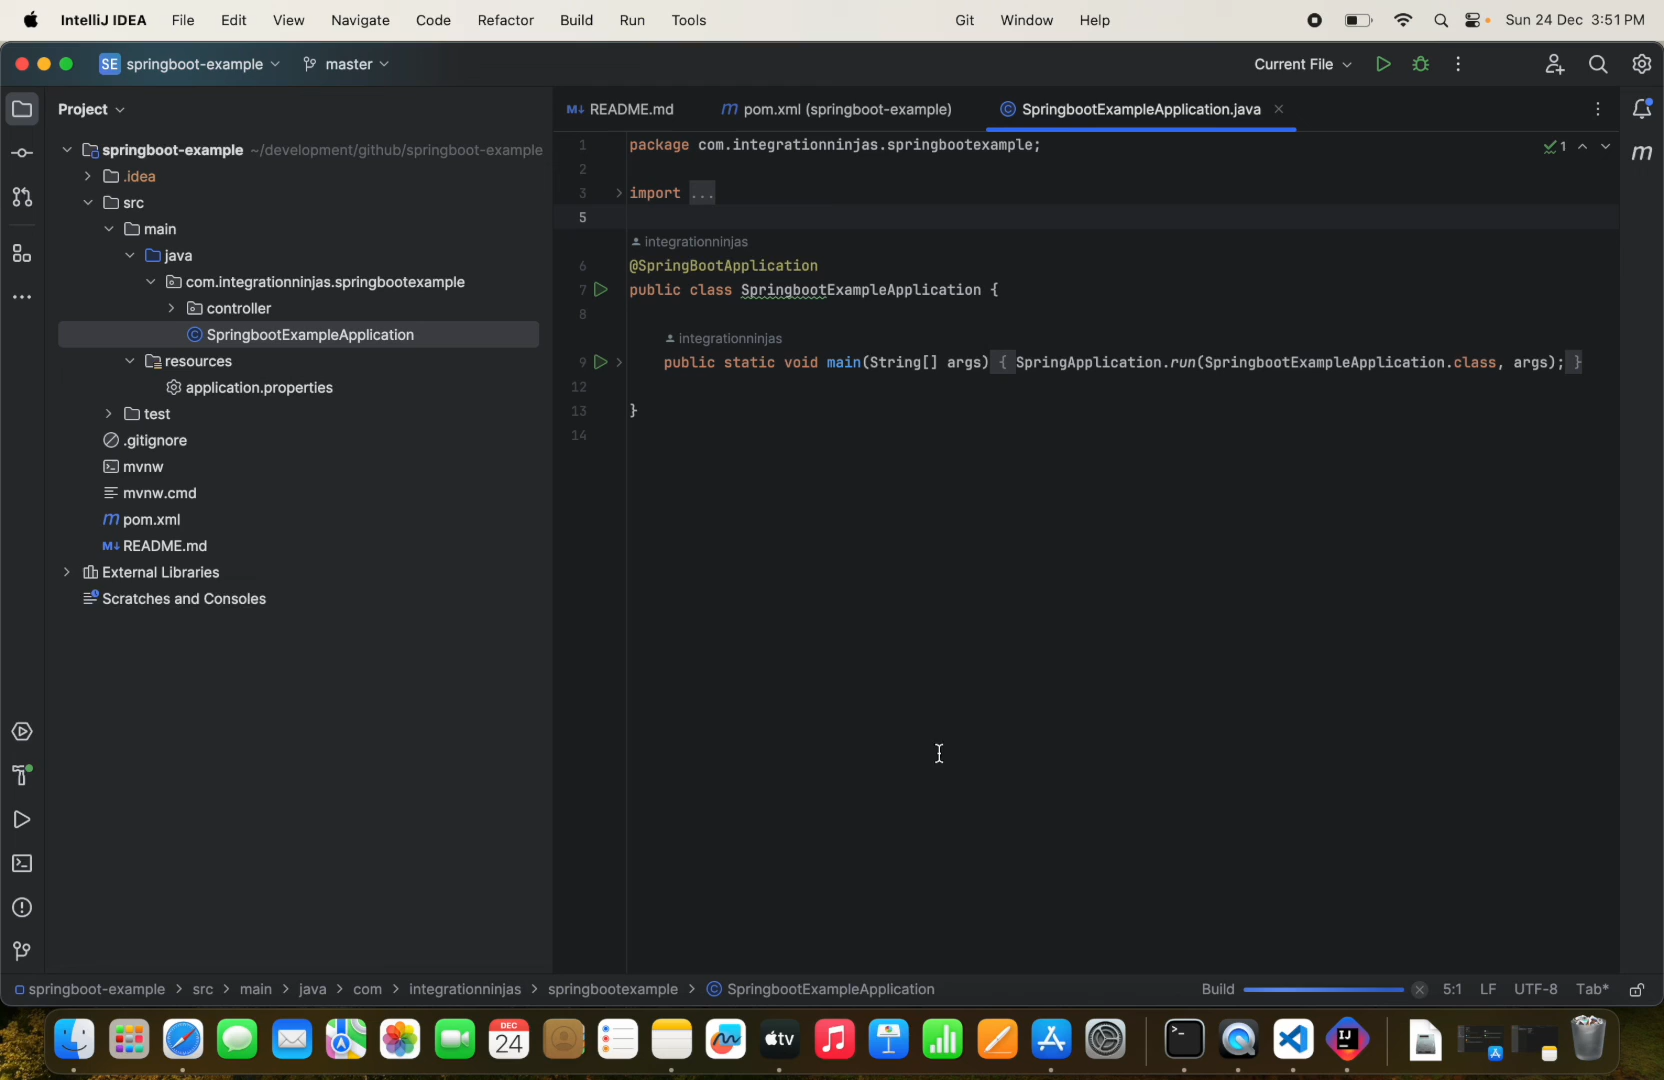 IntelliJ IDEA File Edit View Navigate Code Refactor Build Run Tools Git Window Help Sun 24 Dec 3:51 PM
SE springboot-example master Current File
Project
README.md pom.xml (springboot-example) SpringbootExampleApplication.java
springboot-example ~/development/github/springboot-example
.idea
src
main
java
com.integrationninjas.springbootexample
controller
SpringbootExampleApplication
resources
application.properties
test
.gitignore
mvnw
mvnw.cmd
pom.xml
README.md
External Libraries
Scratches and Consoles
1 package com.integrationninjas.springbootexample; 1
2
3 import ...
5
integrationninjas
6 @SpringBootApplication
7 public class SpringbootExampleApplication {
8
integrationninjas
9 public static void main(String[] args) { SpringApplication.run(SpringbootExampleApplication.class, args); }
12
13 }
14
springboot-example > src > main > java > com > integrationninjas > springbootexample > SpringbootExampleApplication Build 5:1 LF UTF-8 Tab*
DEC
24
tv
IJ